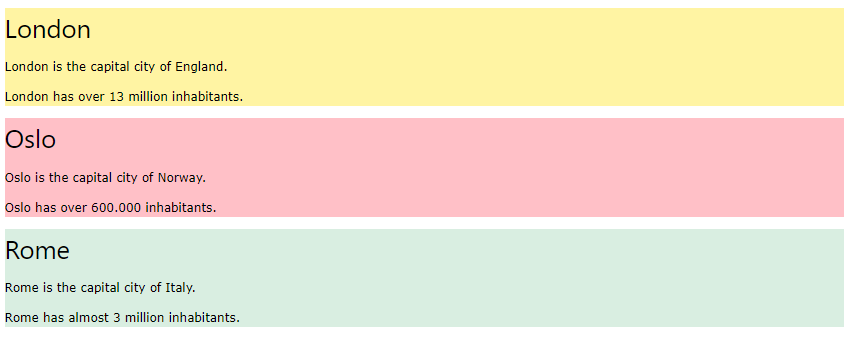 London
London is the capital city of England.
London has over 13 million inhabitants.
Oslo
Oslo is the capital city of Norway.
Oslo has over 600.000 inhabitants.
Rome
Rome is the capital city of Italy.
Rome has almost 3 million inhabitants.